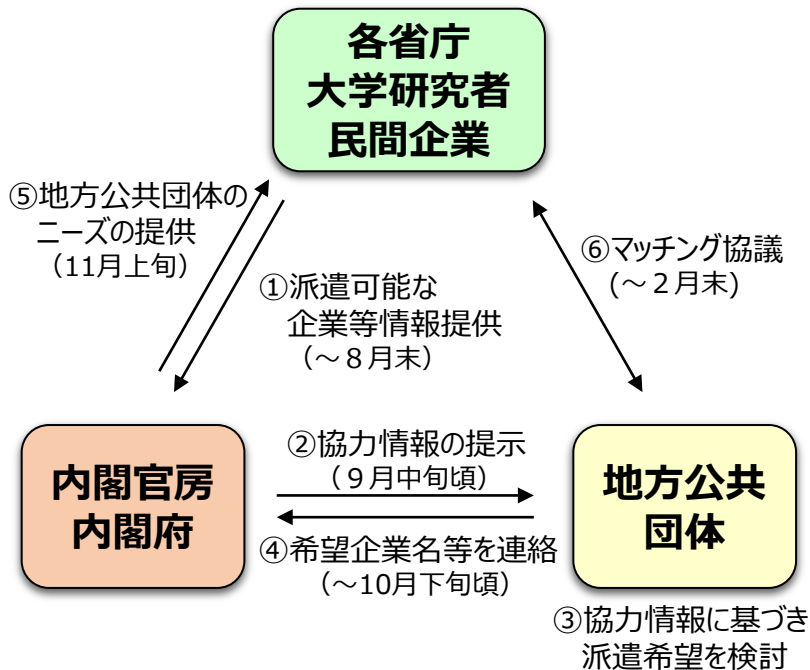 各省庁
大学研究者
民間企業
⑤地方公共団体の
ニーズの提供
(11月上旬)
①派遣可能な
企業等情報提供
(～８月末)
⑥マッチング協議
(～２月末)
内閣官房
内閣府
②協力情報の提示
(９月中旬頃)
④希望企業名等を連絡
(～10月下旬頃)
地方公共
団体
③協力情報に基づき
派遣希望を検討